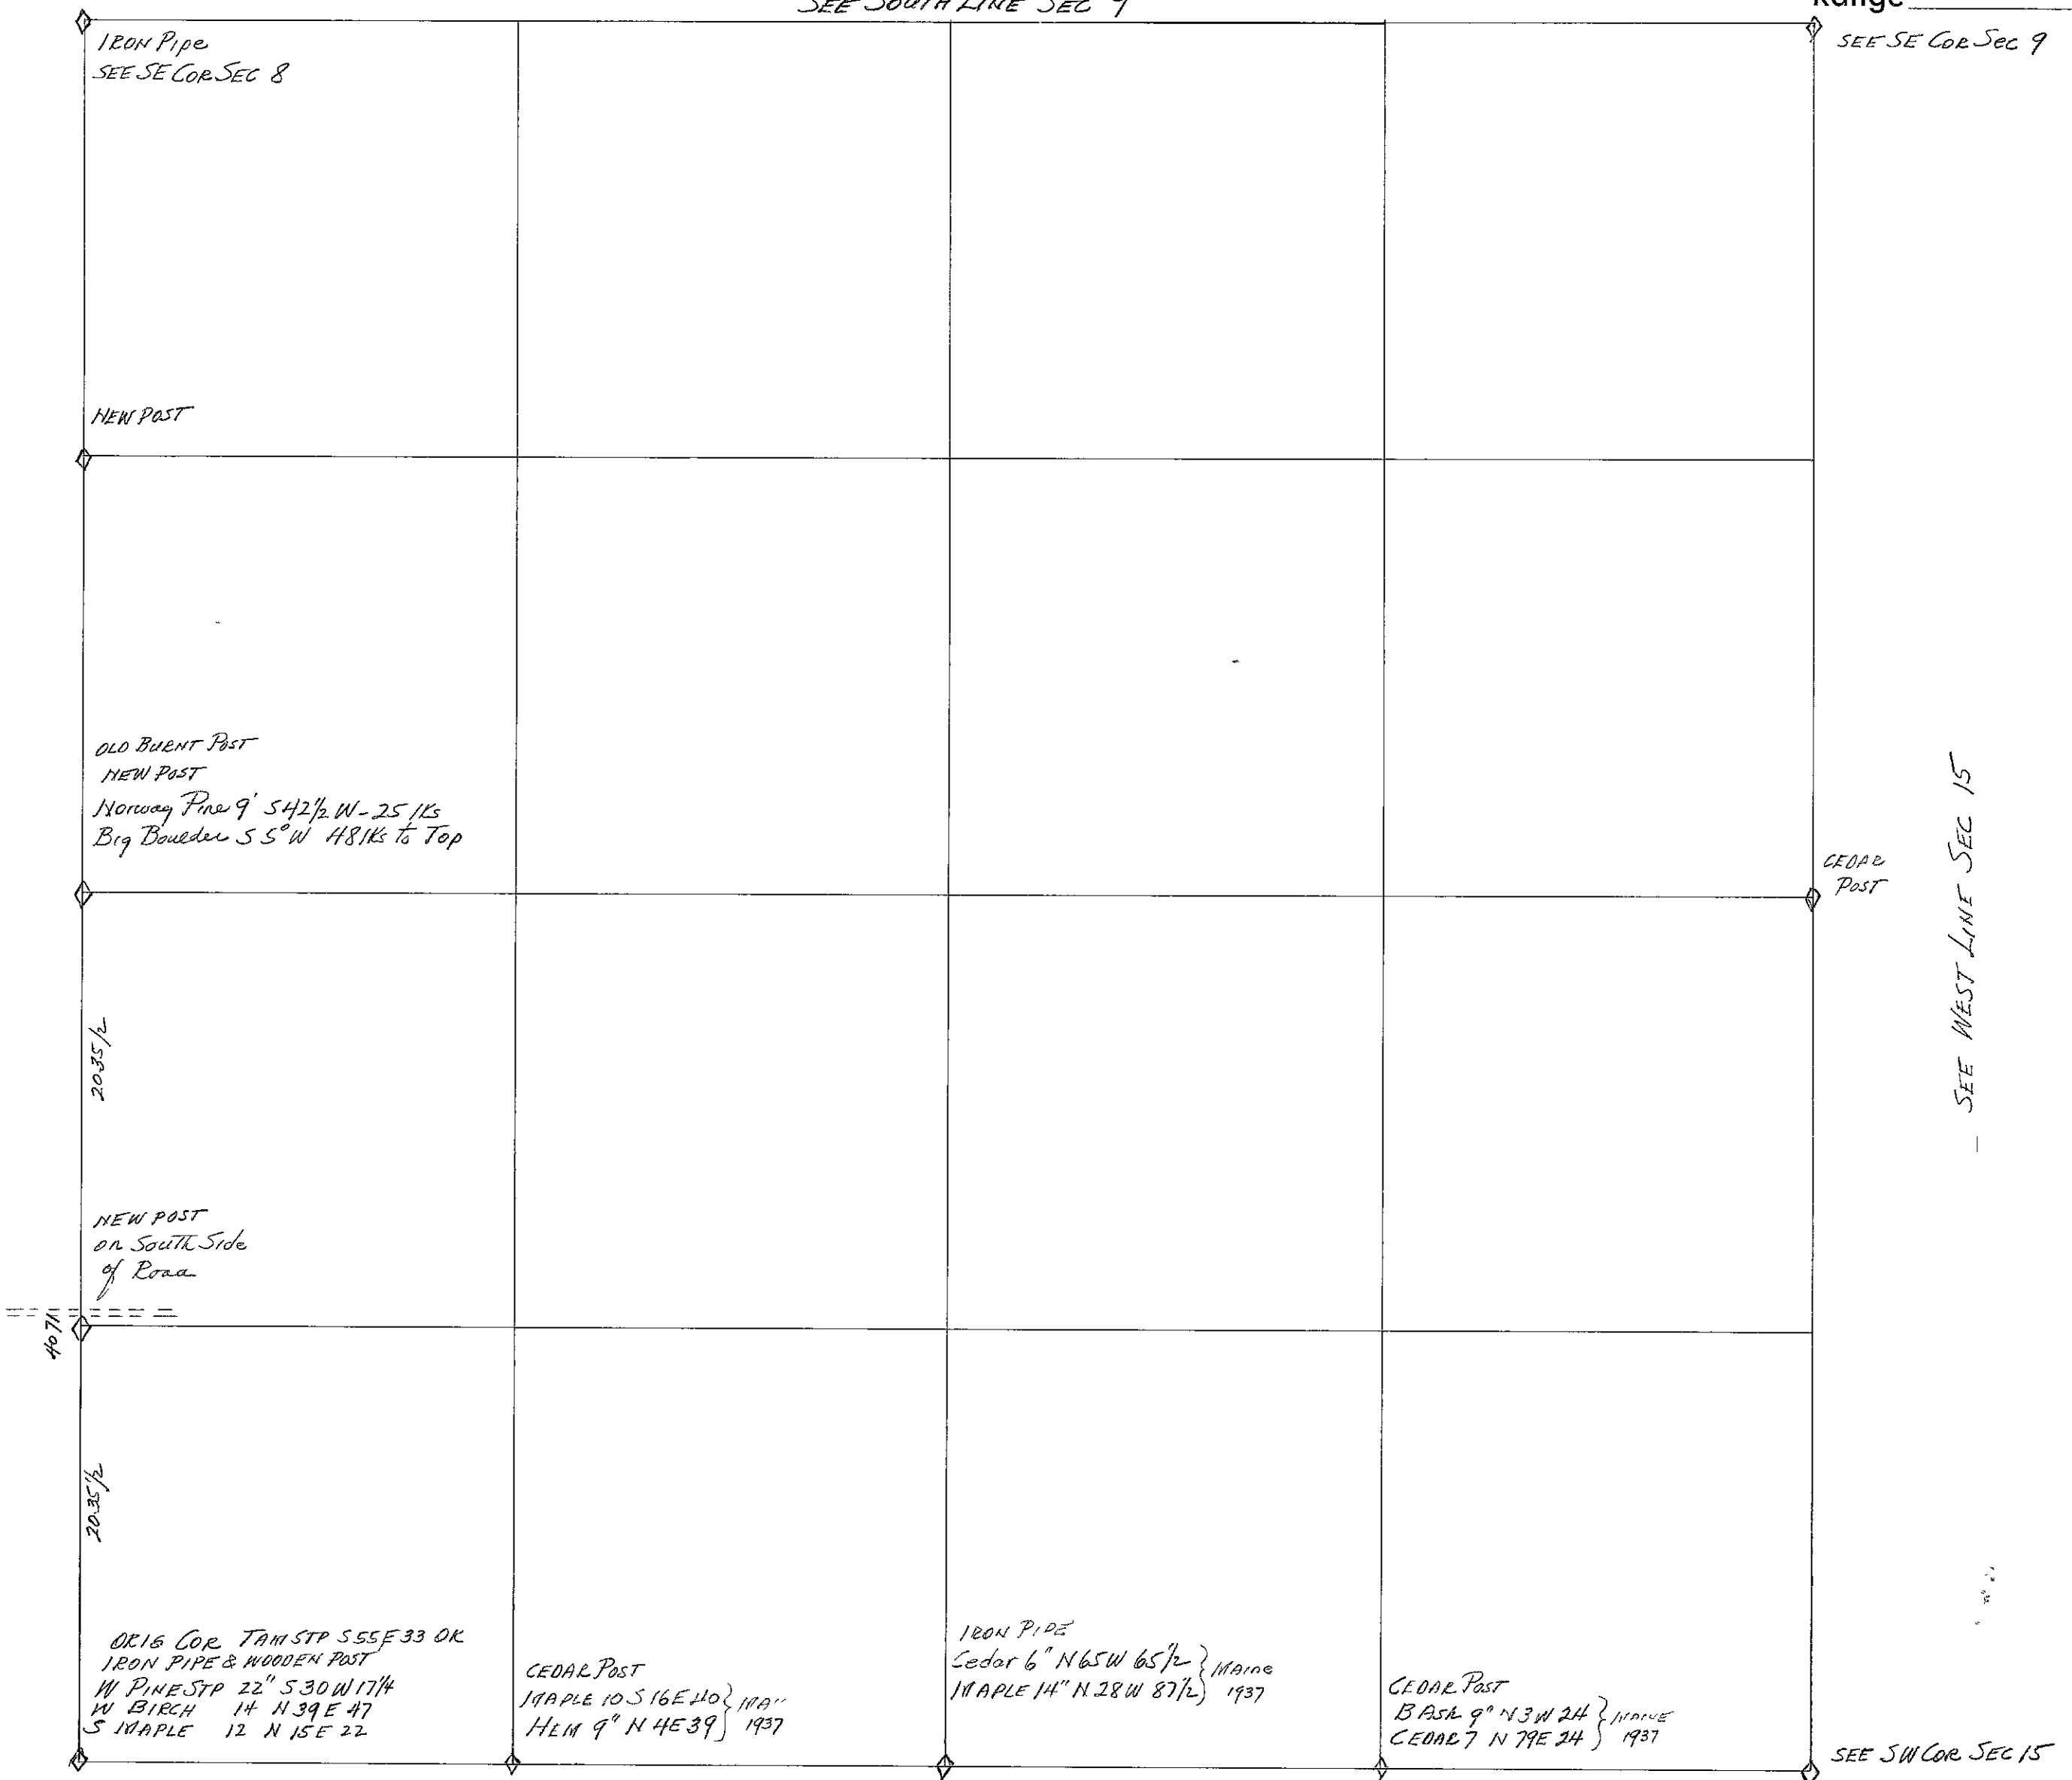 SEE SOUTH LINE SEC 9
Range
IRON Pipe
SEE SE COR SEC 8
SEE SE COR SEC 9
NEW POST
OLD BURNT POST
NEW POST
Norway Pine 9' S42½ W - 25 lKs
Big Boulder S 5° W 48 lKs to Top
CEDAR
POST
SEE WEST LINE SEC 15
2035½
NEW POST
on South Side
of Road
4071
2035½
ORIG COR TAM STP S55E 33 OK
IRON PIPE & WOODEN POST
W PINE STP 22" S30W 17¼
W BIRCH 14 N39E 47
S MAPLE 12 N 15E 22
CEDAR POST
MAPLE 10 S16E 40 } MA"
HEM 9" N 4E 39 } 1937
IRON PIPE
Cedar 6" N65W 65½ } MAINE
MAPLE 14" N 28W 87½ } 1937
CEDAR POST
B ASh 9" N3W 24 } MAINE
CEDAR 7 N 79E 24 } 1937
SEE SW COR SEC 15